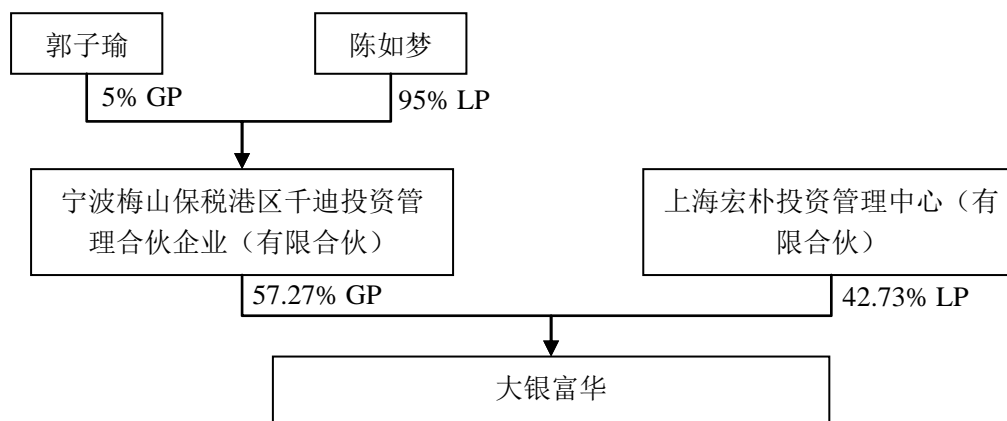 郭子瑜
陈如梦
5% GP
95% LP
宁波梅山保税港区千迪投资管
理合伙企业（有限合伙）
上海宏朴投资管理中心（有
限合伙）
57.27% GP
42.73% LP
大银富华